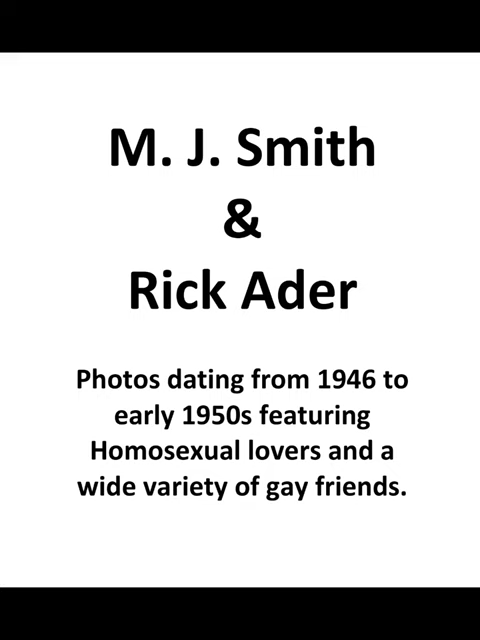 M. J. Smith
&
Rick Ader
Photos dating from 1946 to
early 1950s featuring
Homosexual lovers and a
wide variety of gay friends.